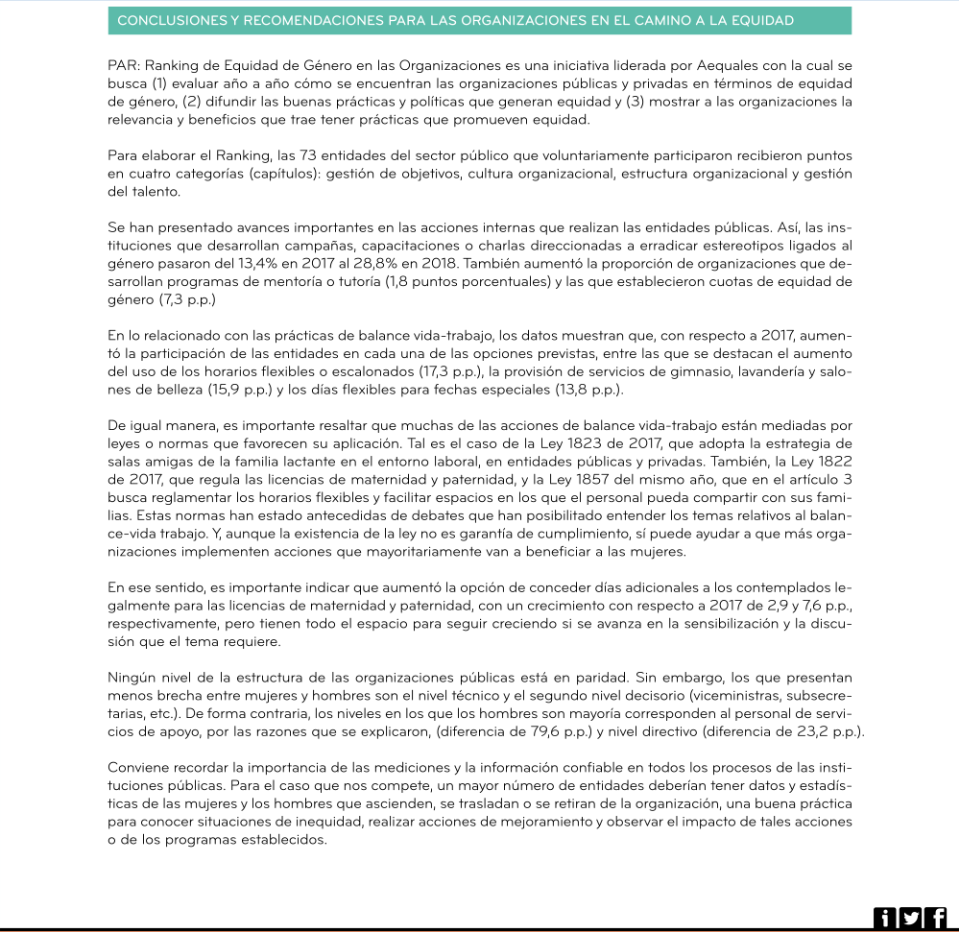 CONCLUSIONES Y RECOMENDACIONES PARA LAS ORGANIZACIONES EN EL CAMINO A LA EQUIDAD
PAR: Ranking de Equidad de Género en las Organizaciones es una iniciativa liderada por Aequales con la cual se
busca (1) evaluar año a año cómo se encuentran las organizaciones públicas y privadas en términos de equidad
de género, (2) difundir las buenas prácticas y políticas que generan equidad y (3) mostrar a las organizaciones la
relevancia y beneficios que trae tener prácticas que promueven equidad.
Para elaborar el Ranking, las 73 entidades del sector público que voluntariamente participaron recibieron puntos
en cuatro categorías (capítulos): gestión de objetivos, cultura organizacional, estructura organizacional y gestión
del talento.
Se han presentado avances importantes en las acciones internas que realizan las entidades públicas. Así, las ins-
tituciones que desarrollan campañas, capacitaciones o charlas direccionadas a erradicar estereotipos ligados al
género pasaron del 13,4% en 2017 al 28,8% en 2018. También aumentó la proporción de organizaciones que de-
sarrollan programas de mentoría o tutoría (1,8 puntos porcentuales) y las que establecieron cuotas de equidad de
género (7,3 p.p.)
En lo relacionado con las prácticas de balance vida-trabajo, los datos muestran que, con respecto a 2017, aumen-
tó la participación de las entidades en cada una de las opciones previstas, entre las que se destacan el aumento
del uso de los horarios flexibles o escalonados (17,3 p.p.), la provisión de servicios de gimnasio, lavandería y salo-
nes de belleza (15,9 p.p.) y los días flexibles para fechas especiales (13,8 p.p.).
De igual manera, es importante resaltar que muchas de las acciones de balance vida-trabajo están mediadas por
leyes o normas que favorecen su aplicación. Tal es el caso de la Ley 1823 de 2017, que adopta la estrategia de
salas amigas de la familia lactante en el entorno laboral, en entidades públicas y privadas. También, la Ley 1822
de 2017, que regula las licencias de maternidad y paternidad, y la Ley 1857 del mismo año, que en el artículo 3
busca reglamentar los horarios flexibles y facilitar espacios en los que el personal pueda compartir con sus fami-
lias. Estas normas han estado antecedidas de debates que han posibilitado entender los temas relativos al balan-
ce-vida trabajo. Y, aunque la existencia de la ley no es garantía de cumplimiento, sí puede ayudar a que más orga-
nizaciones implementen acciones que mayoritariamente van a beneficiar a las mujeres.
En ese sentido, es importante indicar que aumentó la opción de conceder días adicionales a los contemplados le-
galmente para las licencias de maternidad y paternidad, con un crecimiento con respecto a 2017 de 2,9 y 7,6 p.p.,
respectivamente, pero tienen todo el espacio para seguir creciendo si se avanza en la sensibilización y la discu-
sión que el tema requiere.
Ningún nivel de la estructura de las organizaciones públicas está en paridad. Sin embargo, los que presentan
menos brecha entre mujeres y hombres son el nivel técnico y el segundo nivel decisorio (viceministras, subsecre-
tarias, etc.). De forma contraria, los niveles en los que los hombres son mayoría corresponden al personal de servi-
cios de apoyo, por las razones que se explicaron, (diferencia de 79,6 p.p.) y nivel directivo (diferencia de 23,2 p.p.).
Conviene recordar la importancia de las mediciones y la información confiable en todos los procesos de las insti-
tuciones públicas. Para el caso que nos compete, un mayor número de entidades deberían tener datos y estadís-
ticas de las mujeres y los hombres que ascienden, se trasladan o se retiran de la organización, una buena práctica
para conocer situaciones de inequidad, realizar acciones de mejoramiento y observar el impacto de tales acciones
o de los programas establecidos.